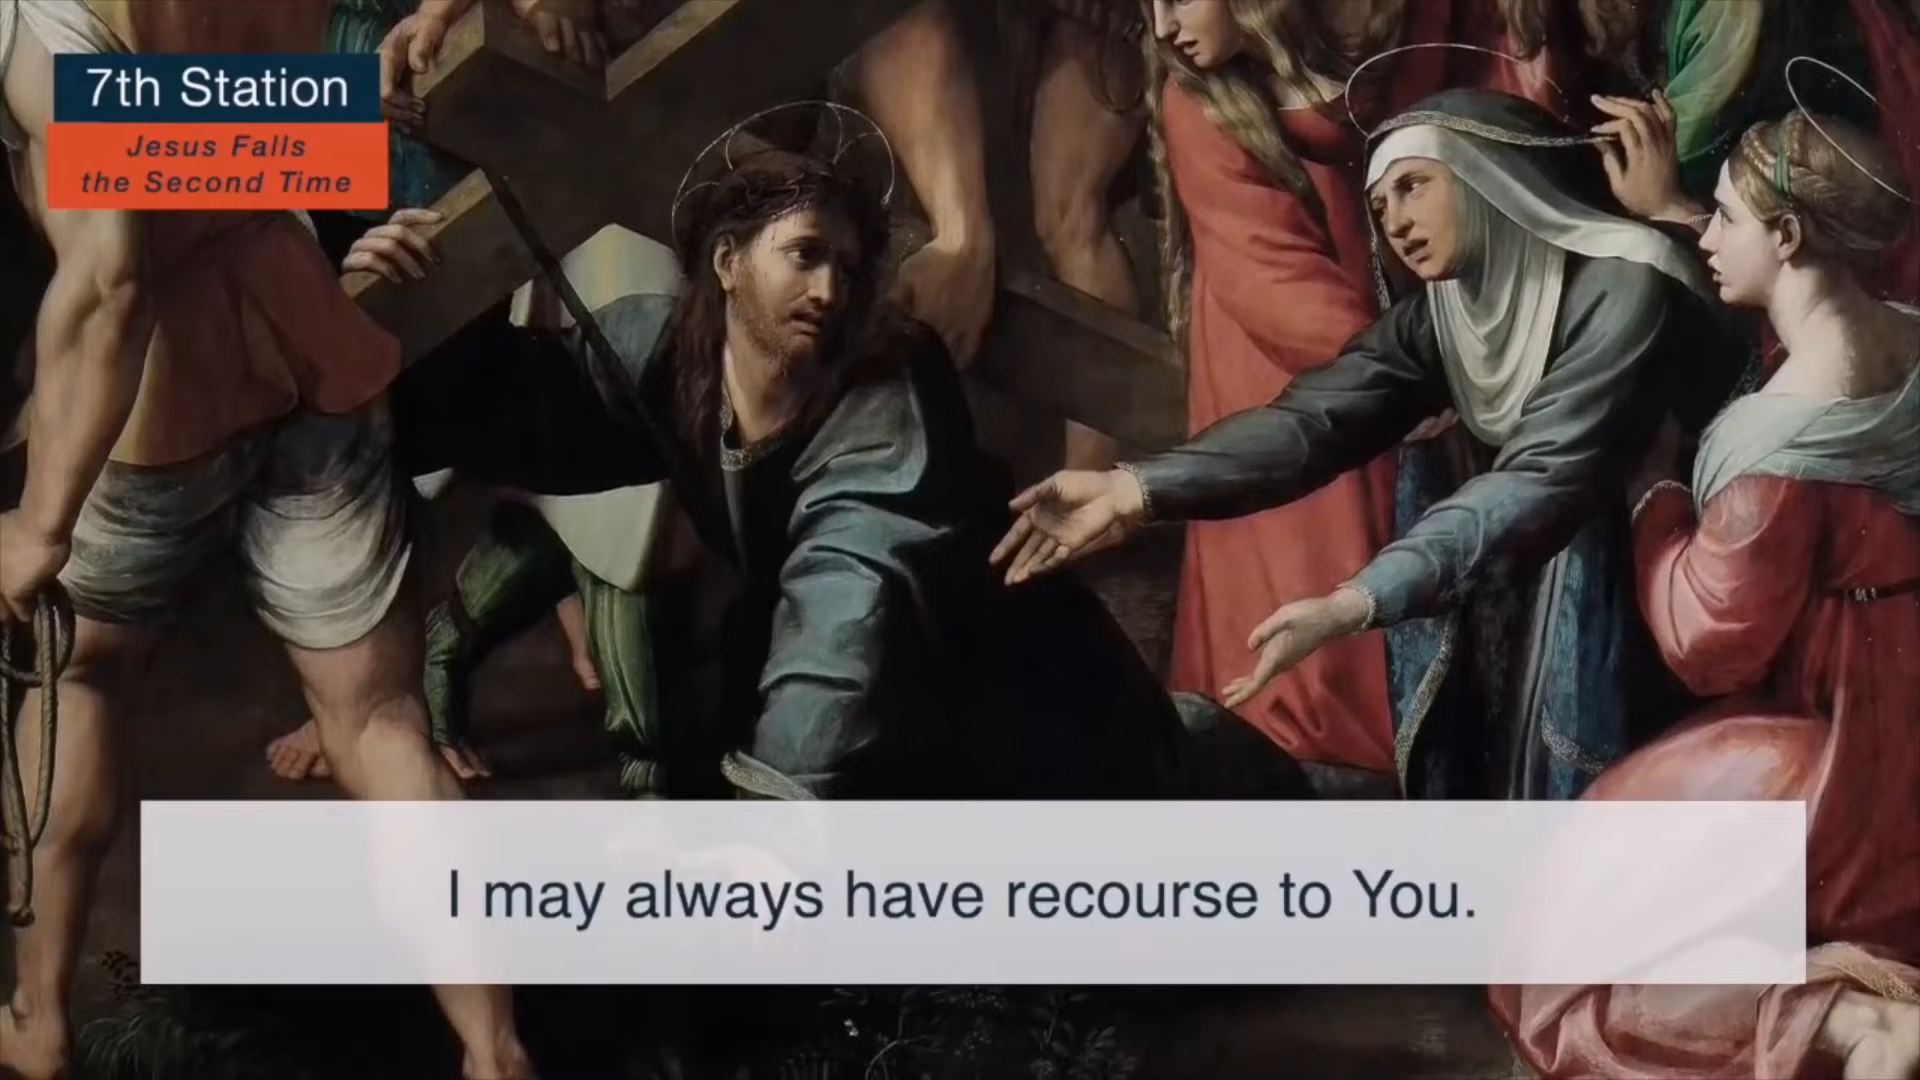 7th Station
Jesus Falls
the Second Time
I may always have recourse to You.